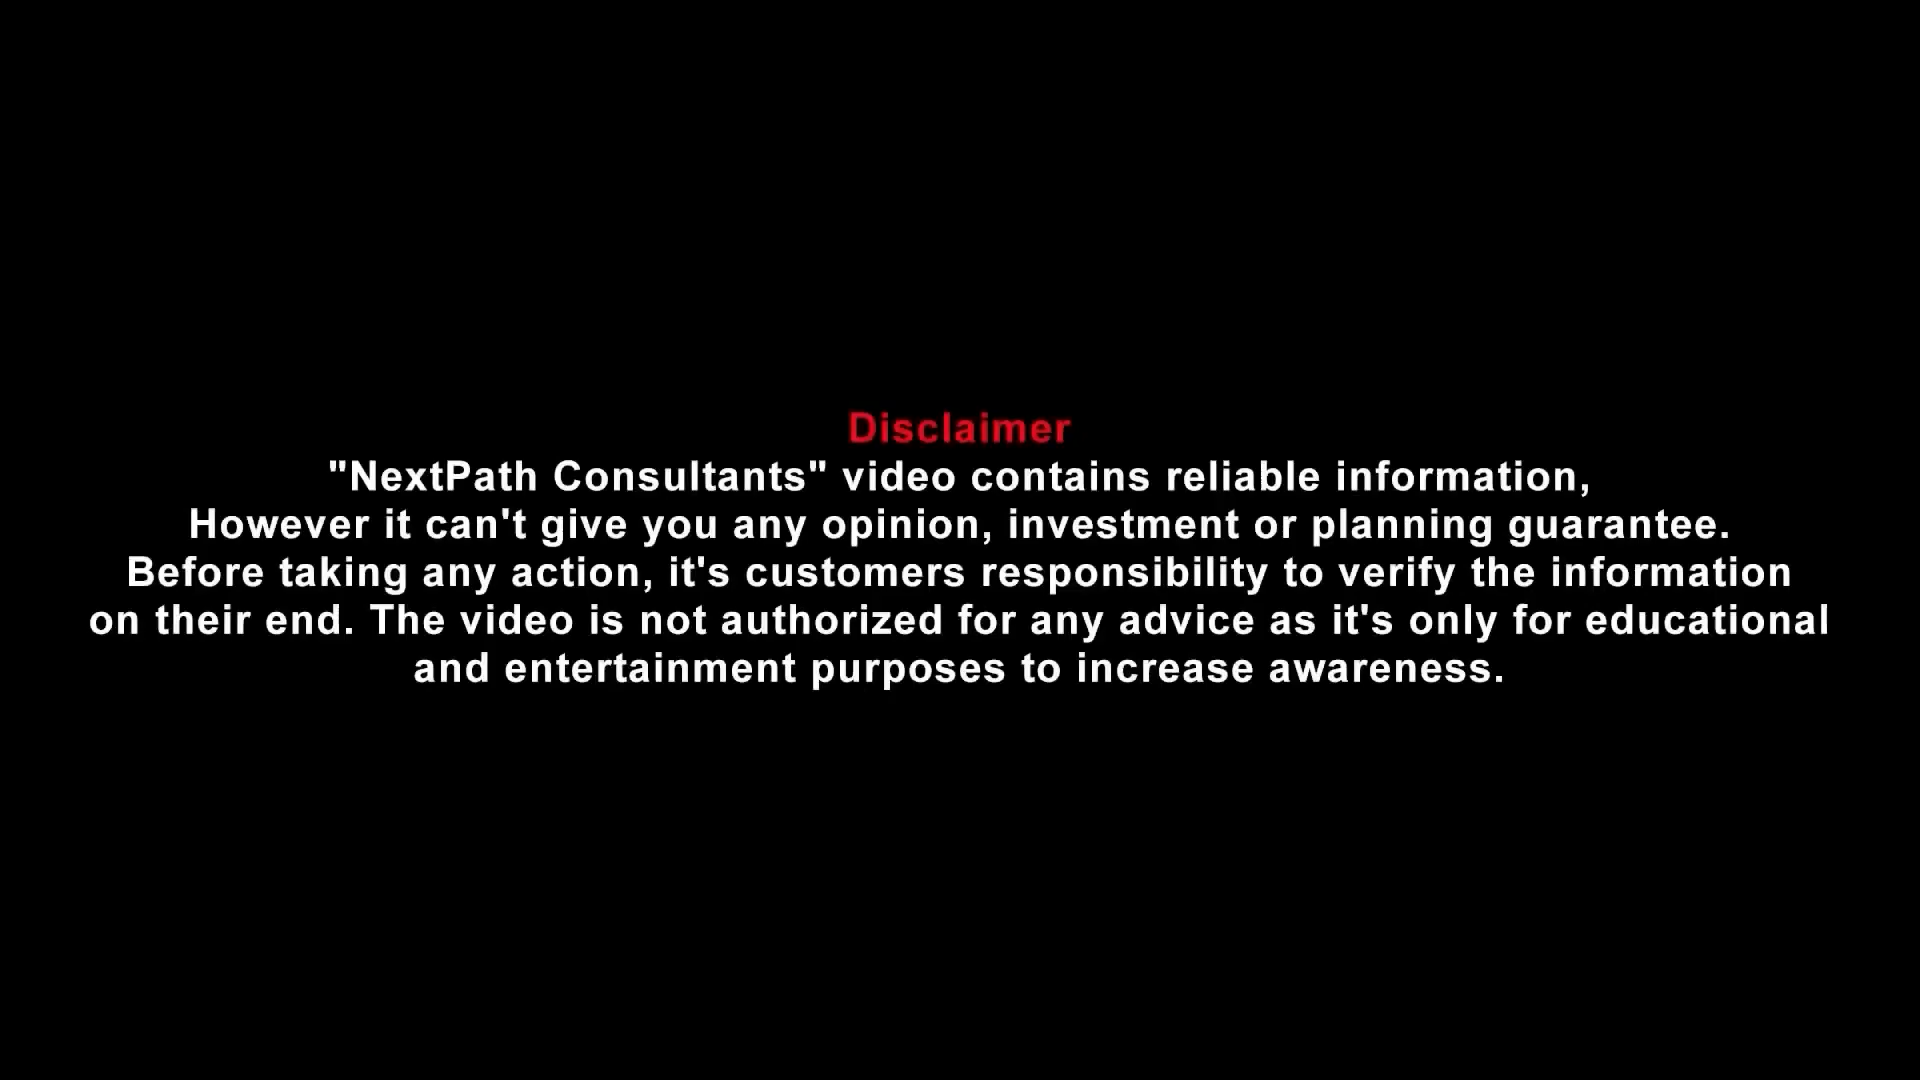 Disclaimer
"NextPath Consultants" video contains reliable information,
However it can't give you any opinion, investment or planning guarantee.
Before taking any action, it's customers responsibility to verify the information
on their end. The video is not authorized for any advice as it's only for educational
and entertainment purposes to increase awareness.